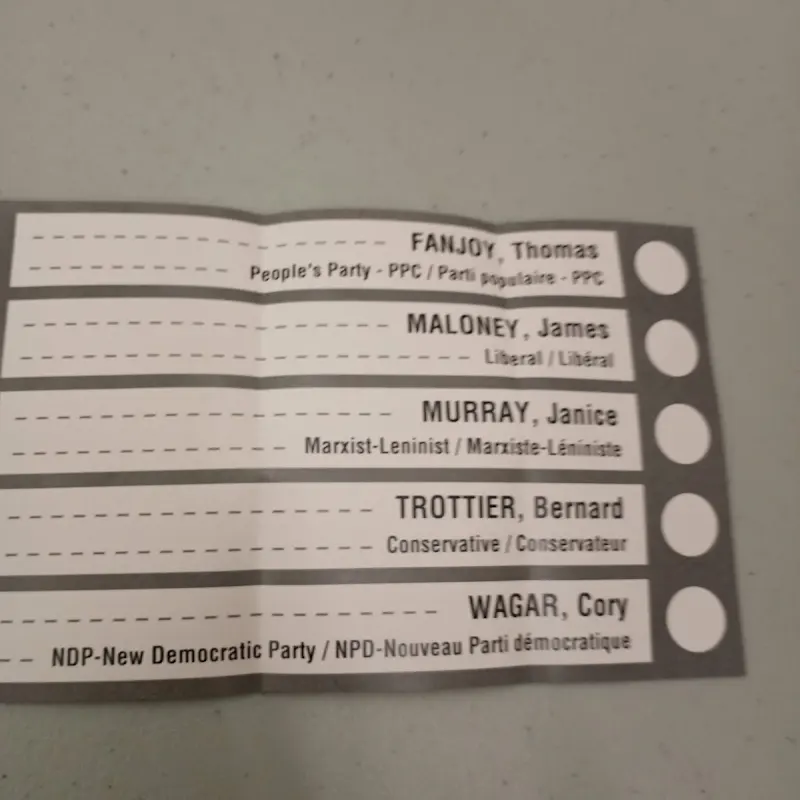 FANJOY, Thomas
People's Party - PPC / Parti populaire - PPC
MALONEY, James
Liberal / Libéral
MURRAY, Janice
Marxist-Leninist / Marxiste-Léniniste
TROTTIER, Bernard
Conservative / Conservateur
WAGAR, Cory
NDP-New Democratic Party / NPD-Nouveau Parti démocratique